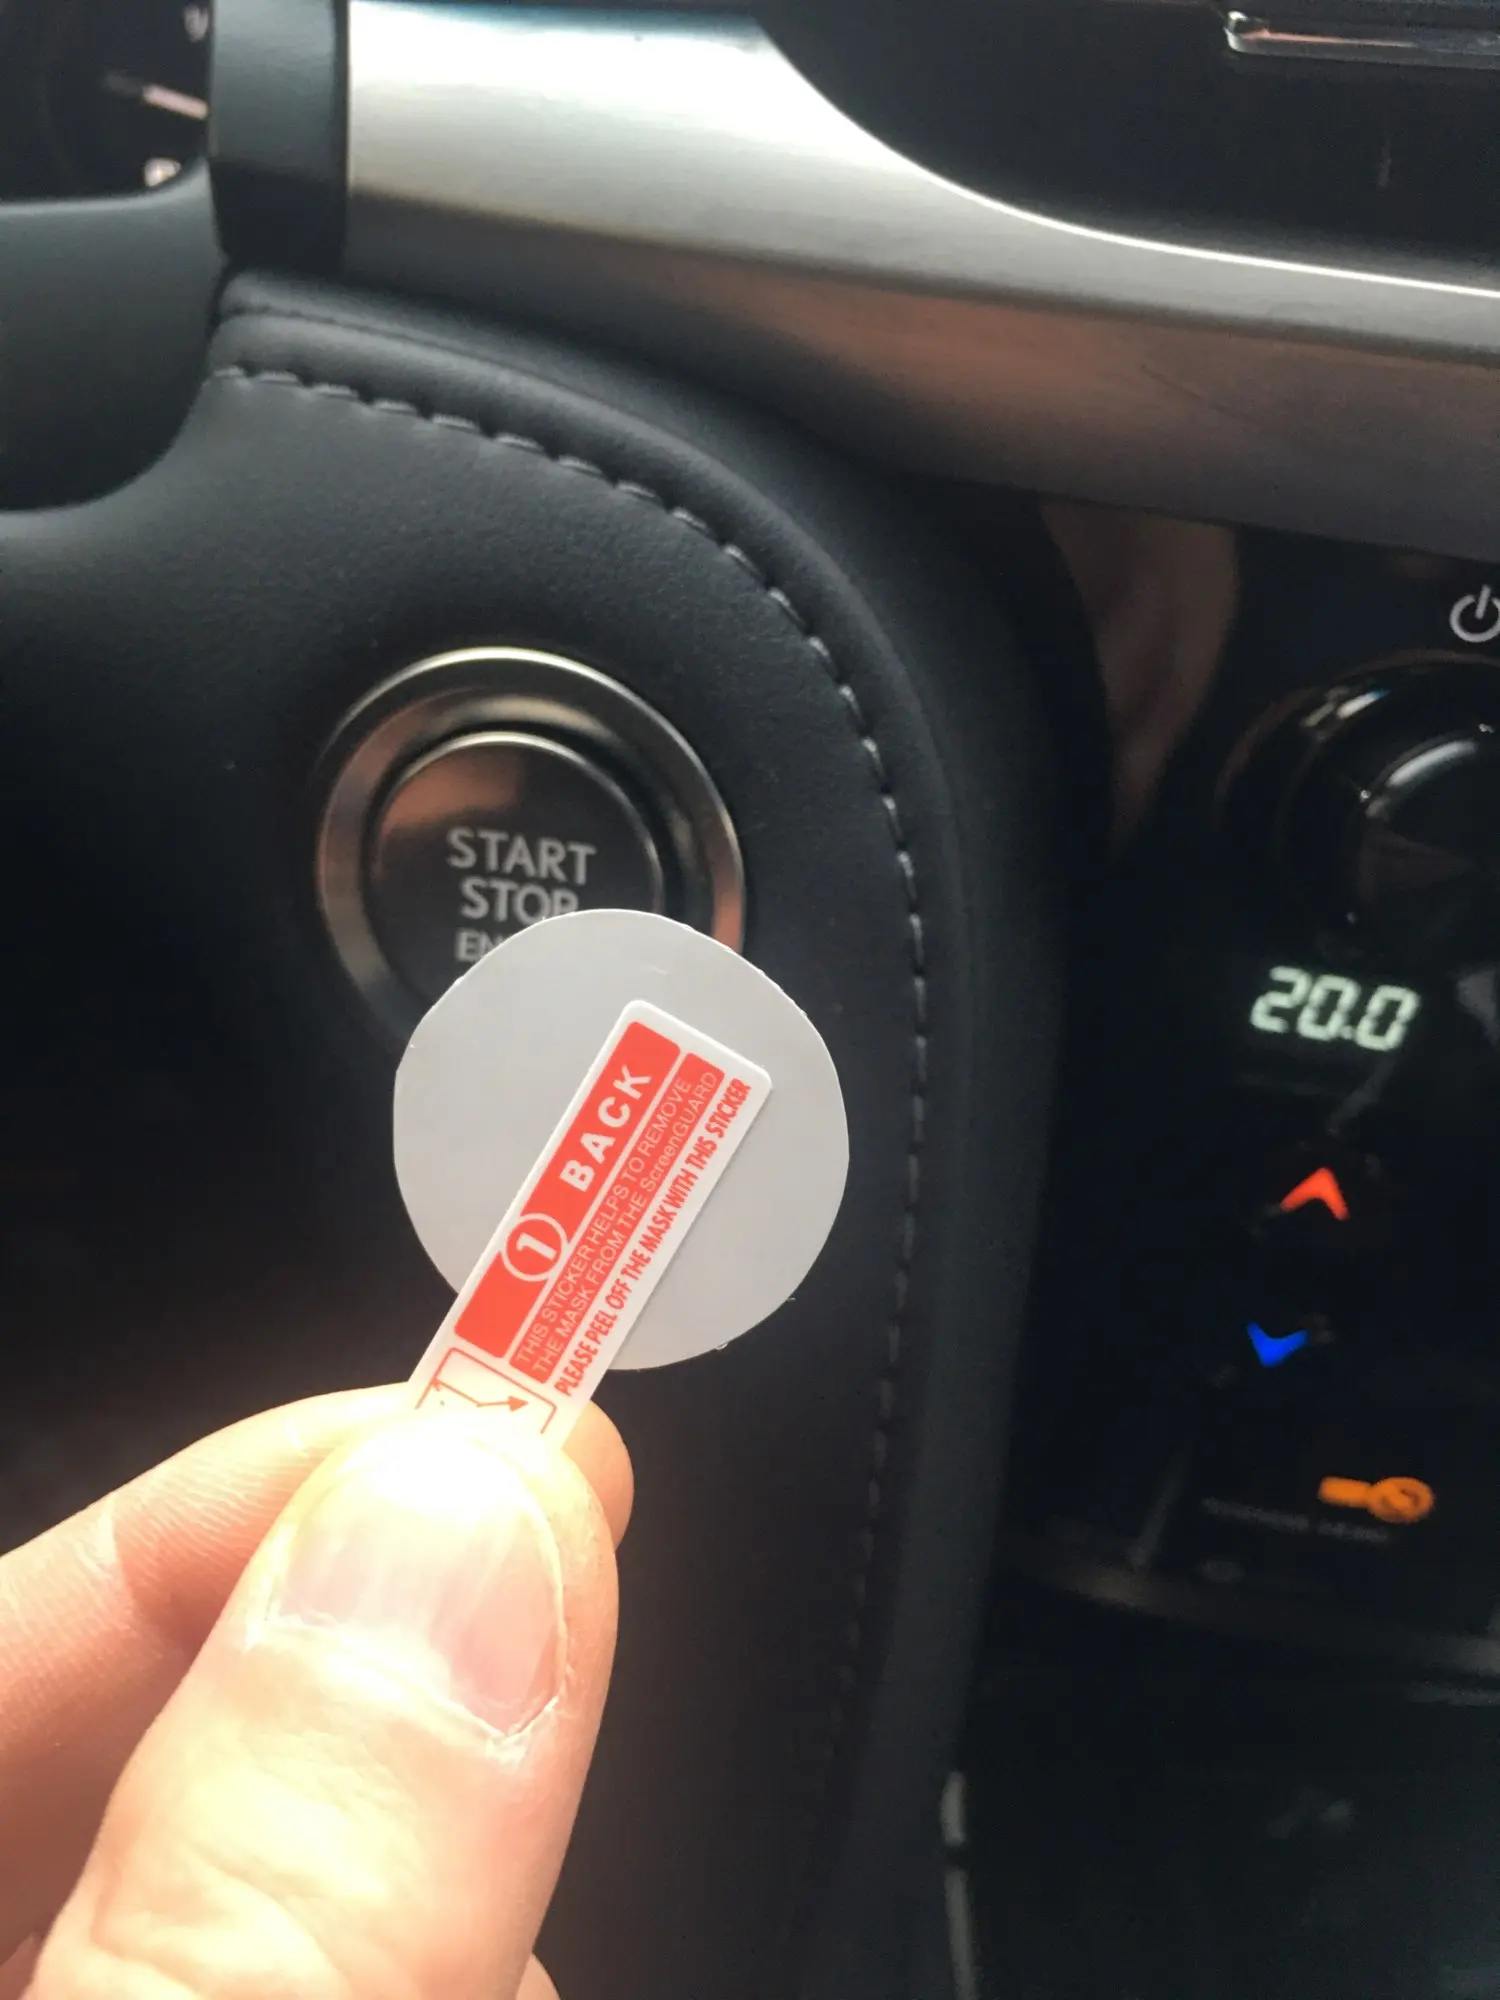 START
STOP
20.0
1 BACK
THIS STICKER HELPS TO REMOVE
THE MASK FROM THE ScreenGUARD
PLEASE PEEL OFF THE MASK WITH THIS STICKER